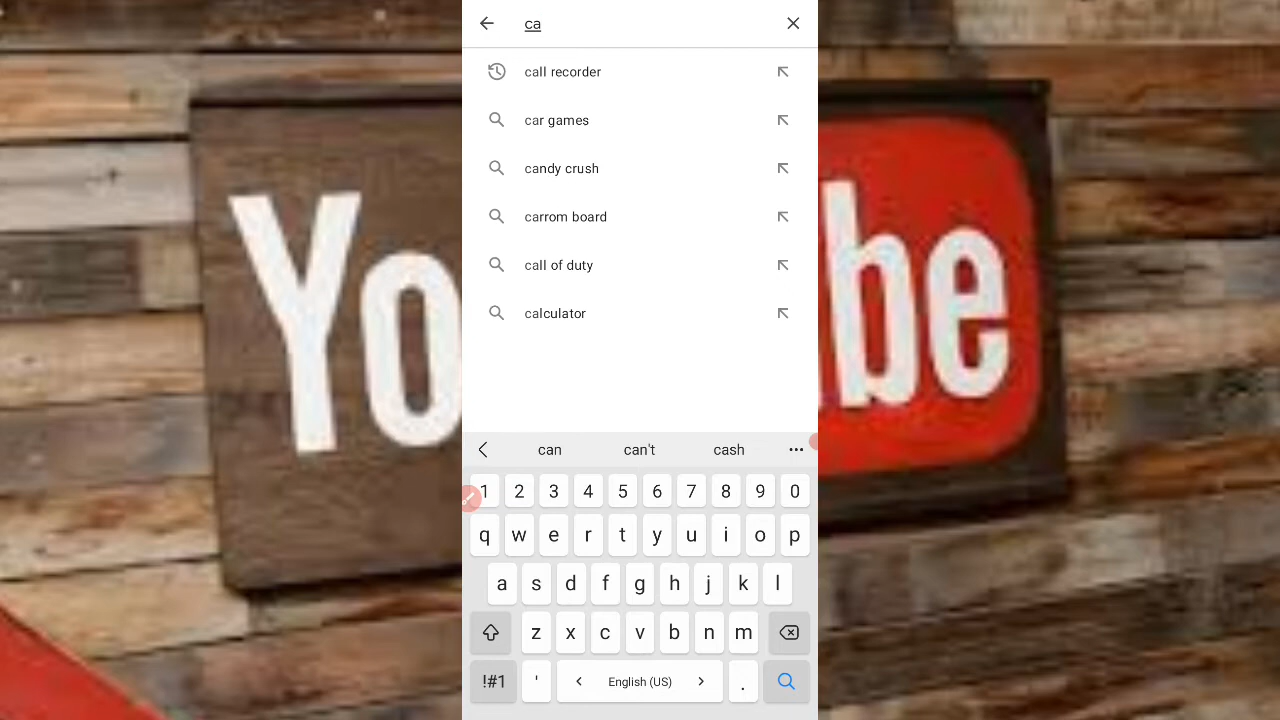 ca
call recorder
car games
candy crush
carrom board
call of duty
calculator
Yo
be
can can't cash
1 2 3 4 5 6 7 8 9 0
q w e r t y u i o p
a s d f g h j k l
z x c v b n m
!#1 ' English (US) .